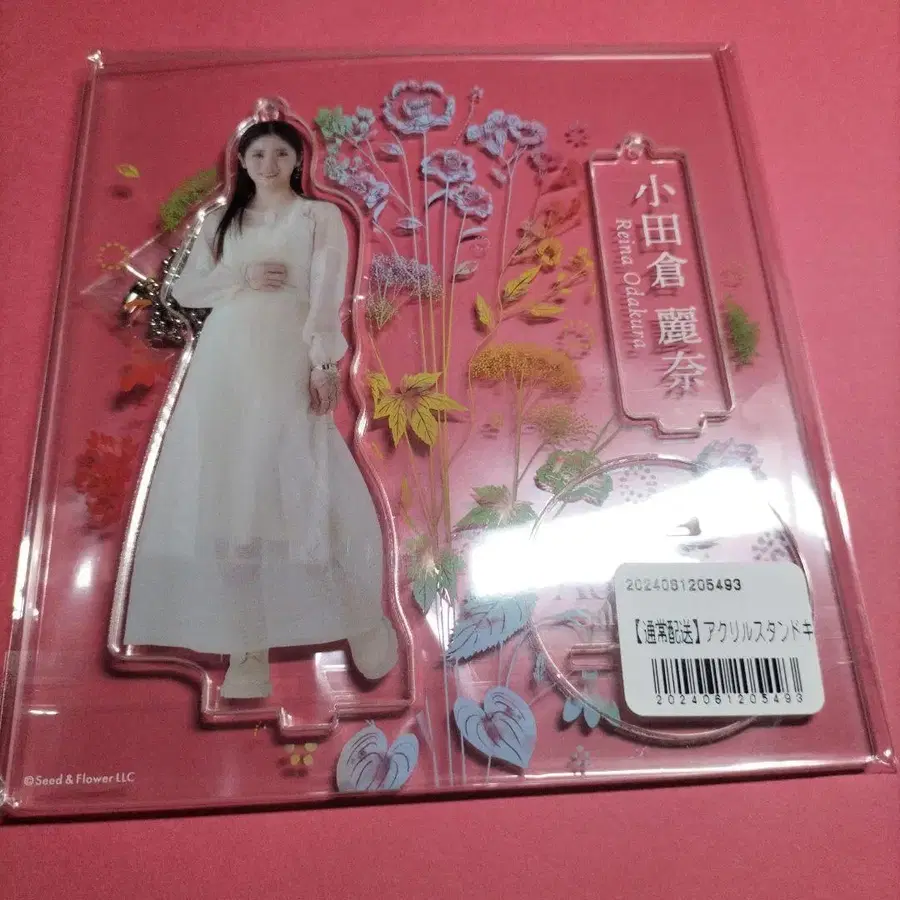 小田倉 麗奈
Reina Odakura
2024061205493
【通常配送】アクリルスタンドキ
2024061205493
©Seed & Flower LLC